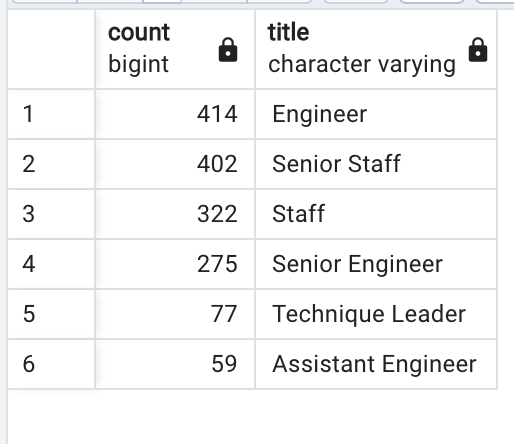 count title
bigint character varying
1 414 Engineer
2 402 Senior Staff
3 322 Staff
4 275 Senior Engineer
5 77 Technique Leader
6 59 Assistant Engineer